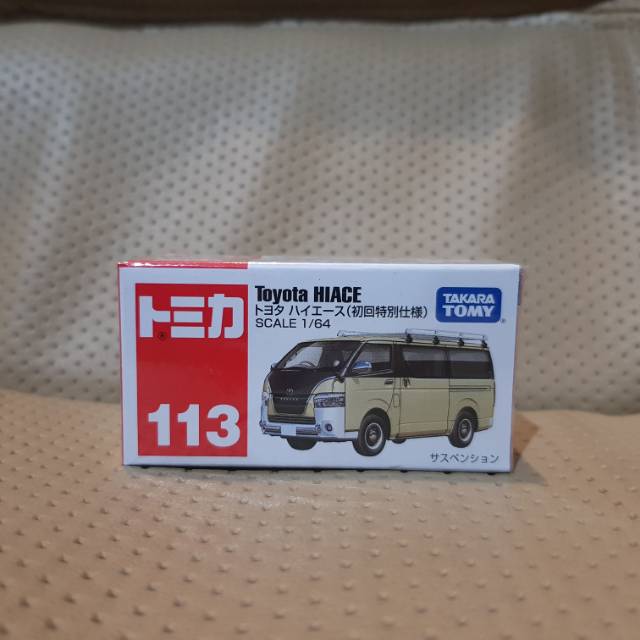 トミカ
®
113
Toyota HIACE
トヨタ ハイエース(初回特別仕様)
SCALE 1/64
TAKARA
TOMY
®
サスペンション